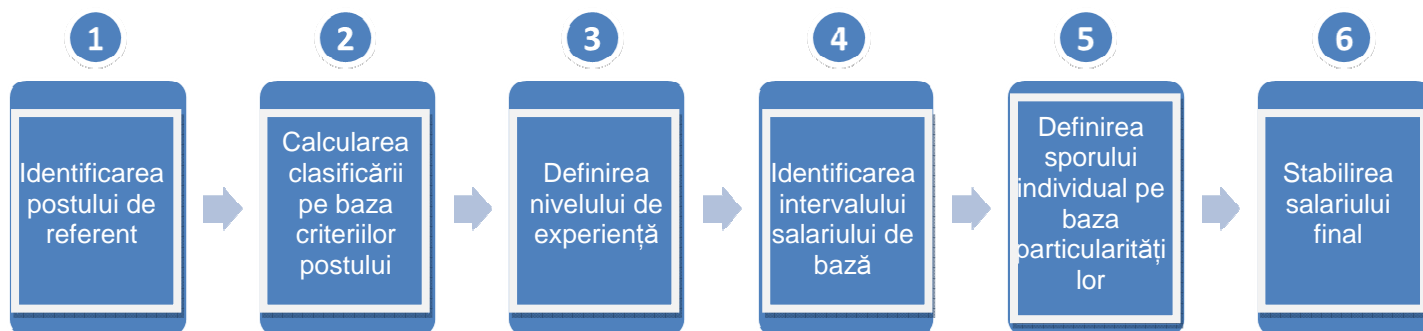 1
2
3
4
5
6
Identificarea
postului de
referent
Calcularea
clasificării
pe baza
criteriilor
postului
Definirea
nivelului de
experiență
Identificarea
intervalului
salariului de
bază
Definirea
sporului
individual pe
baza
particularităţi
lor
Stabilirea
salariului
final